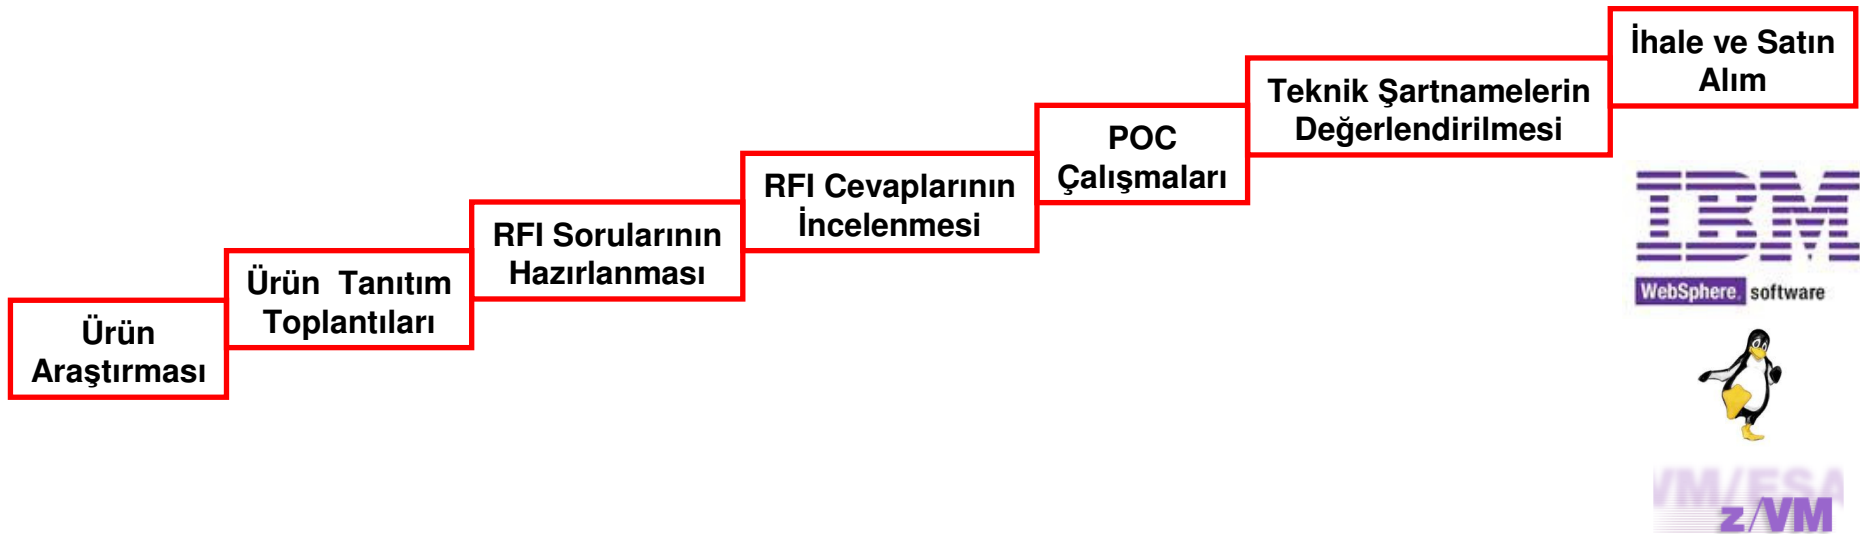 Ürün
Araştırması
Ürün Tanıtım
Toplantıları
RFI Sorularının
Hazırlanması
RFI Cevaplarının
İncelenmesi
POC
Çalışmaları
Teknik Şartnamelerin
Değerlendirilmesi
İhale ve Satın
Alım
IBM
WebSphere. software
VM/ESA
z/VM